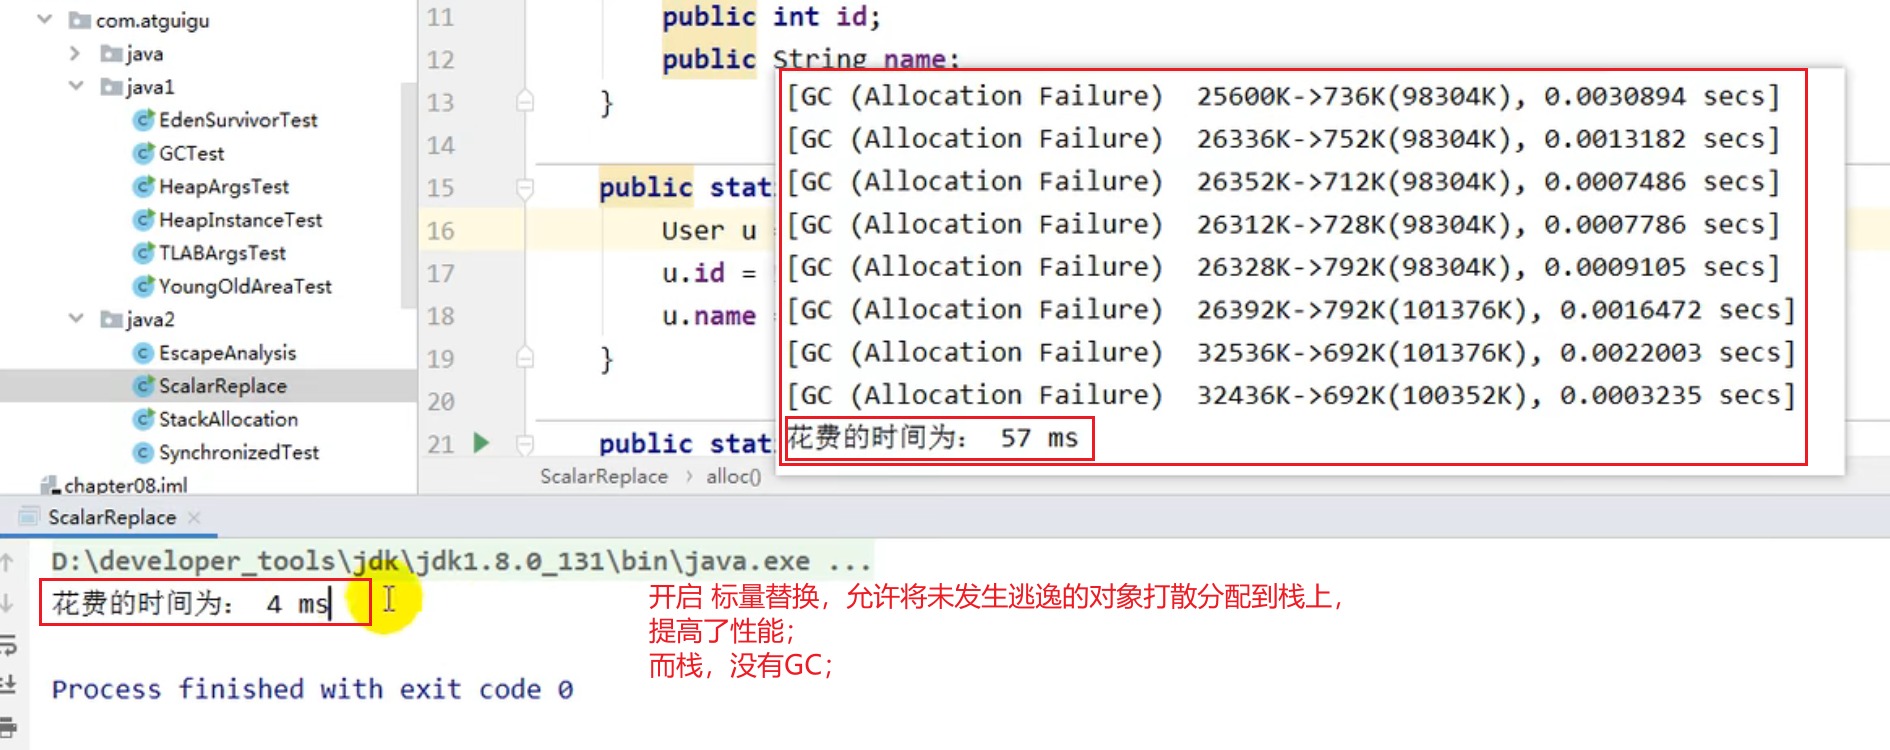 com.atguigu
java
java1
EdenSurvivorTest
GCTest
HeapArgsTest
HeapInstanceTest
TLABArgsTest
YoungOldAreaTest
java2
EscapeAnalysis
ScalarReplace
StackAllocation
SynchronizedTest
chapter08.iml
11 public int id;
12 public String name;
13 }
14
15 public stat
16 User u
17 u.id =
18 u.name
19 }
20
21 public stat
[GC (Allocation Failure) 25600K->736K(98304K), 0.0030894 secs]
[GC (Allocation Failure) 26336K->752K(98304K), 0.0013182 secs]
[GC (Allocation Failure) 26352K->712K(98304K), 0.0007486 secs]
[GC (Allocation Failure) 26312K->728K(98304K), 0.0007786 secs]
[GC (Allocation Failure) 26328K->792K(98304K), 0.0009105 secs]
[GC (Allocation Failure) 26392K->792K(101376K), 0.0016472 secs]
[GC (Allocation Failure) 32536K->692K(101376K), 0.0022003 secs]
[GC (Allocation Failure) 32436K->692K(100352K), 0.0003235 secs]
花费的时间为： 57 ms
ScalarReplace › alloc()
ScalarReplace ×
D:\developer_tools\jdk\jdk1.8.0_131\bin\java.exe ...
花费的时间为： 4 ms
Process finished with exit code 0
开启 标量替换，允许将未发生逃逸的对象打散分配到栈上，
提高了性能；
而栈，没有GC；